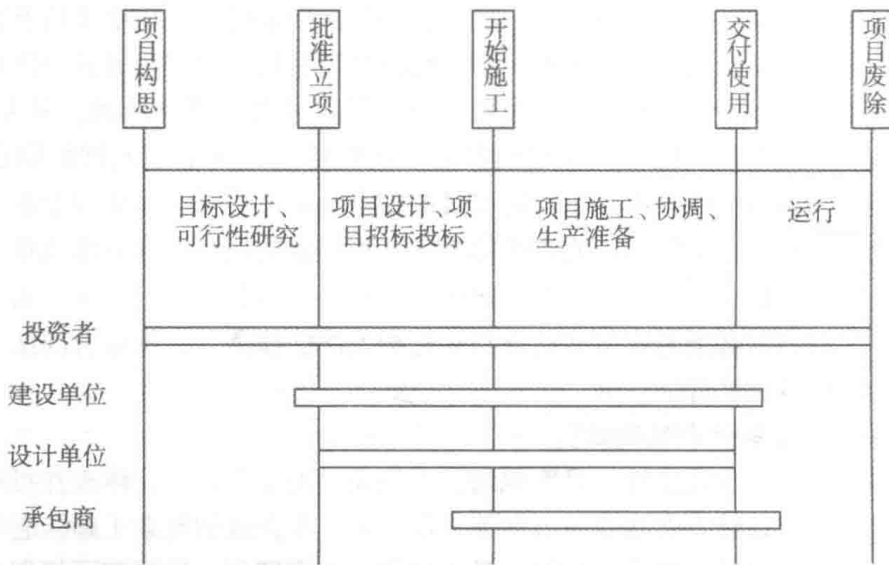 项目构思
批准立项
开始施工
交付使用
项目废除
目标设计、
可行性研究
项目设计、项
目招标投标
项目施工、协调、
生产准备
运行
投资者
建设单位
设计单位
承包商